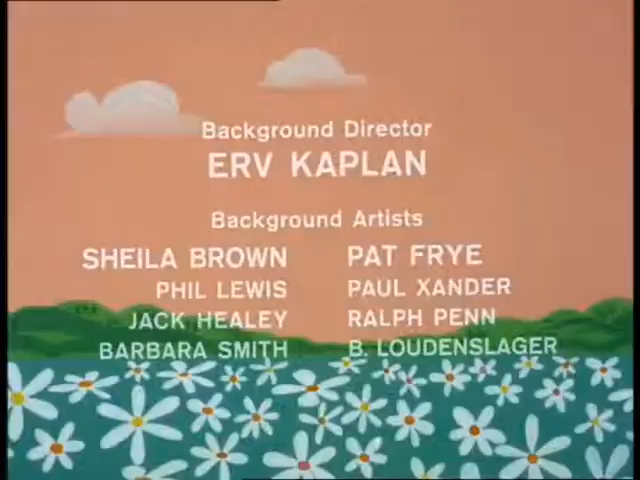 Background Director
ERV KAPLAN
Background Artists
SHEILA BROWN PAT FRYE
PHIL LEWIS PAUL XANDER
JACK HEALEY RALPH PENN
BARBARA SMITH B. LOUDENSLAGER